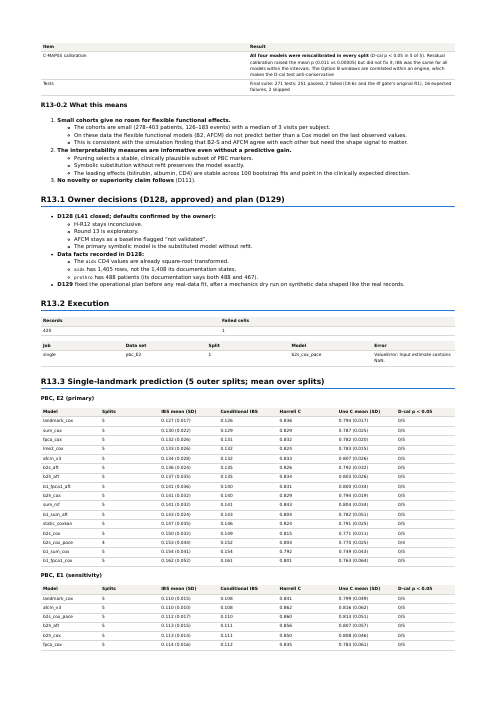 Item Result
C-MAPSS calibration All four models were miscalibrated in every split (D-cal p < 0.05 in 5 of 5). Residual
calibration raised the mean p (0.011 vs 0.00005) but did not fix it; IBS was the same for all
models within the intervals. The Option B windows are correlated within an engine, which
makes the D-cal test anti-conservative
Tests Final suite: 271 tests: 251 passed, 2 failed (CK-6c and the RF gate's original R1), 16 expected
failures, 2 skipped
R13-0.2 What this means
1. Small cohorts give no room for flexible functional effects.
The cohorts are small (278–403 patients, 126–183 events) with a median of 3 visits per subject.
On these data the flexible functional models (B2, AFCM) do not predict better than a Cox model on the last observed values.
This is consistent with the simulation finding that B2-S and AFCM agree with each other but need the shape signal to matter.
2. The interpretability measures are informative even without a predictive gain.
Pruning selects a stable, clinically plausible subset of PBC markers.
Symbolic substitution without refit preserves the model exactly.
The leading effects (bilirubin, albumin, CD4) are stable across 100 bootstrap fits and point in the clinically expected direction.
3. No novelty or superiority claim follows (D111).
R13.1 Owner decisions (D128, approved) and plan (D129)
D128 (L41 closed; defaults confirmed by the owner):
H-R12 stays inconclusive.
Round 13 is exploratory.
AFCM stays as a baseline flagged "not validated".
The primary symbolic model is the substituted model without refit.
Data facts recorded in D128:
The aids CD4 values are already square-root transformed.
aids has 1,405 rows, not the 1,408 its documentation states.
prothro has 488 patients (its documentation says both 488 and 467).
D129 fixed the operational plan before any real-data fit, after a mechanics dry run on synthetic data shaped like the real records.
R13.2 Execution
Records Failed cells
420 1
Job Data set Split Model Error
single pbc_E2 1 b2s_cox_pace ValueError: Input estimate contains
NaN.
R13.3 Single-landmark prediction (5 outer splits; mean over splits)
PBC, E2 (primary)
Model Splits IBS mean (SD) Conditional IBS Harrell C Uno C mean (SD) D-cal p < 0.05
landmark_cox 5 0.127 (0.017) 0.126 0.836 0.794 (0.017) 0/5
sum_cox 5 0.130 (0.022) 0.129 0.829 0.787 (0.025) 0/5
fpca_cox 5 0.132 (0.026) 0.131 0.832 0.782 (0.020) 0/5
lme2_cox 5 0.133 (0.026) 0.132 0.824 0.783 (0.015) 0/5
afcm_v3 5 0.134 (0.028) 0.132 0.833 0.807 (0.026) 0/5
b2s_aft 5 0.136 (0.024) 0.135 0.826 0.792 (0.032) 0/5
b2h_aft 5 0.137 (0.035) 0.135 0.834 0.803 (0.026) 0/5
b1_fpca1_aft 5 0.141 (0.036) 0.140 0.831 0.800 (0.034) 0/5
b2h_cox 5 0.141 (0.032) 0.140 0.829 0.794 (0.019) 0/5
sum_rsf 5 0.141 (0.036) 0.141 0.843 0.804 (0.034) 0/5
b1_sum_aft 5 0.143 (0.024) 0.143 0.804 0.782 (0.051) 0/5
static_coxkan 5 0.147 (0.035) 0.146 0.824 0.791 (0.025) 0/5
b2s_cox 5 0.150 (0.032) 0.149 0.815 0.771 (0.011) 0/5
b2s_cox_pace 4 0.153 (0.044) 0.152 0.804 0.770 (0.025) 0/4
b1_sum_cox 5 0.154 (0.041) 0.154 0.792 0.749 (0.043) 0/5
b1_fpca1_cox 5 0.162 (0.052) 0.161 0.801 0.763 (0.064) 0/5
PBC, E1 (sensitivity)
Model Splits IBS mean (SD) Conditional IBS Harrell C Uno C mean (SD) D-cal p < 0.05
landmark_cox 5 0.110 (0.015) 0.108 0.841 0.799 (0.049) 0/5
afcm_v3 5 0.110 (0.010) 0.108 0.862 0.816 (0.062) 0/5
b2s_cox_pace 5 0.112 (0.017) 0.110 0.860 0.813 (0.051) 0/5
b2s_aft 5 0.113 (0.015) 0.111 0.856 0.807 (0.057) 0/5
b2h_cox 5 0.113 (0.014) 0.111 0.850 0.808 (0.046) 0/5
fpca_cox 5 0.114 (0.016) 0.112 0.835 0.783 (0.061) 0/5